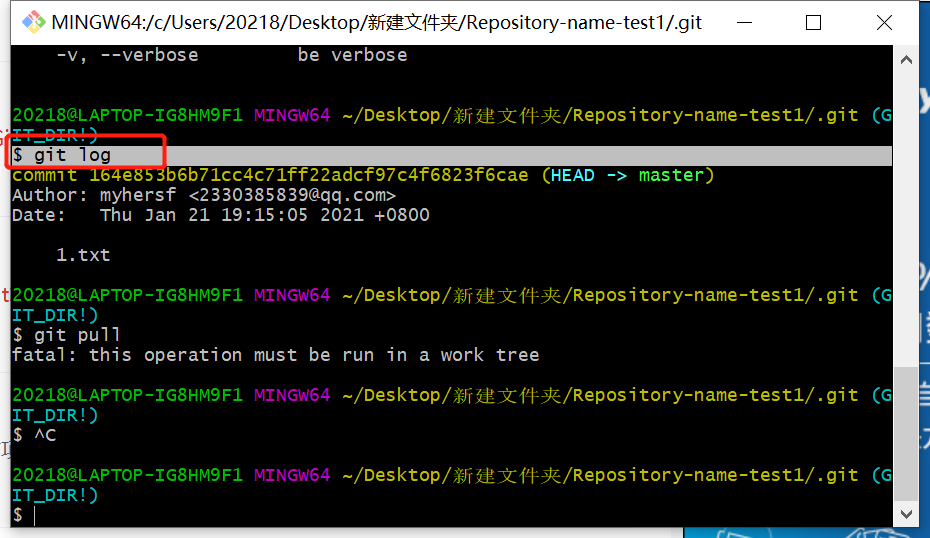 MINGW64:/c/Users/20218/Desktop/新建文件夹/Repository-name-test1/.git
-v, --verbose         be verbose
20218@LAPTOP-IG8HM9F1 MINGW64 ~/Desktop/新建文件夹/Repository-name-test1/.git (G
IT_DIR!)
$ git log
commit 164e853b6b71cc4c71ff22adcf97c4f6823f6cae (HEAD -> master)
Author: myhersf <2330385839@qq.com>
Date:   Thu Jan 21 19:15:05 2021 +0800
1.txt
20218@LAPTOP-IG8HM9F1 MINGW64 ~/Desktop/新建文件夹/Repository-name-test1/.git (G
IT_DIR!)
$ git pull
fatal: this operation must be run in a work tree
20218@LAPTOP-IG8HM9F1 MINGW64 ~/Desktop/新建文件夹/Repository-name-test1/.git (G
IT_DIR!)
$ ^C
20218@LAPTOP-IG8HM9F1 MINGW64 ~/Desktop/新建文件夹/Repository-name-test1/.git (G
IT_DIR!)
$